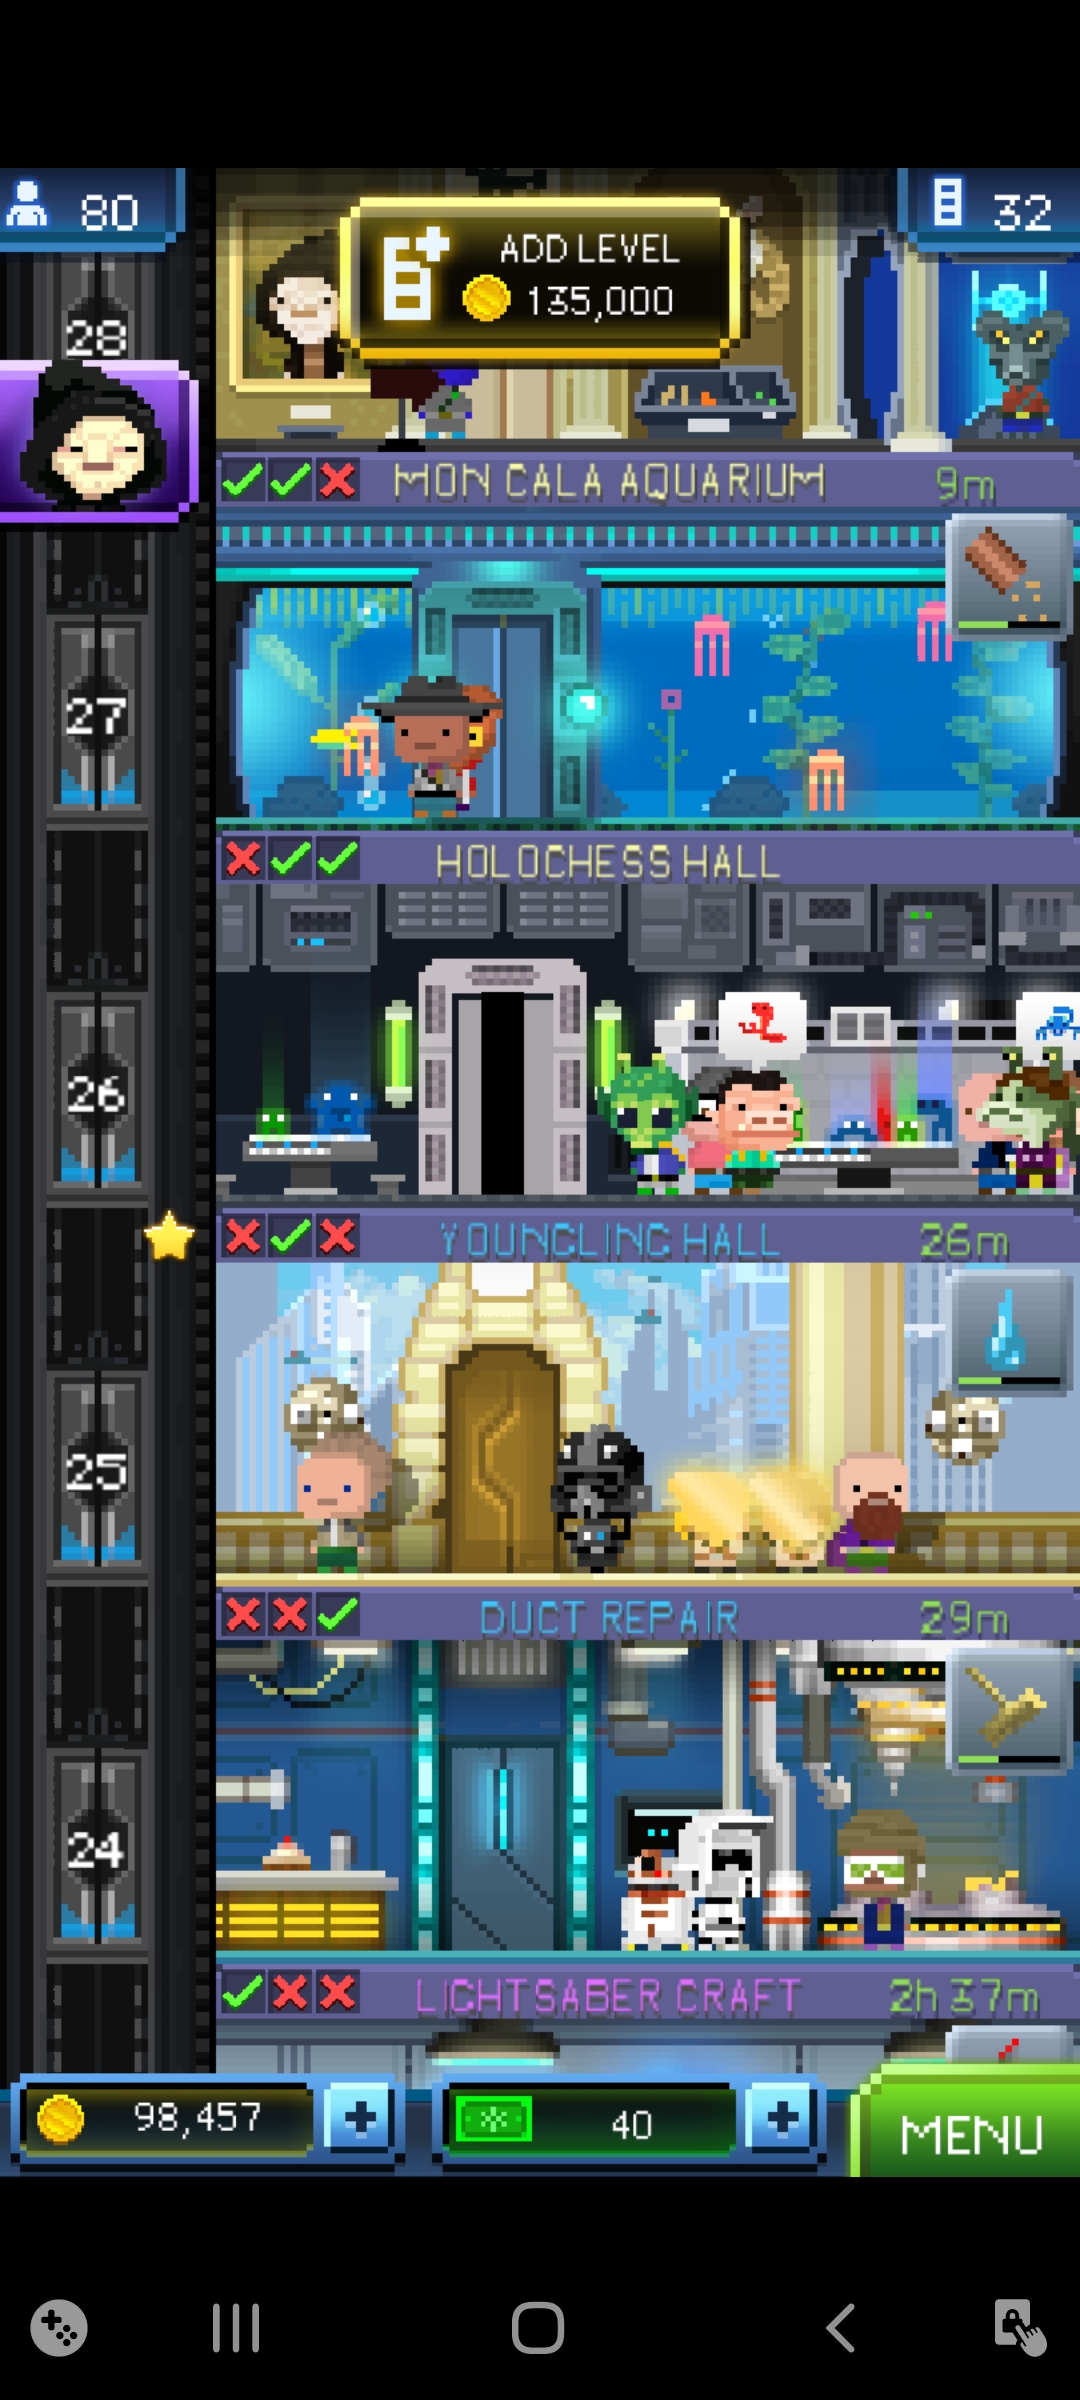 80
ADD LEVEL
135,000
32
28
MON CALA AQUARIUM 9m
27
HOLOCHESS HALL
26
YOUNGLING HALL 26m
25
DUCT REPAIR 29m
24
LIGHTSABER CRAFT 2h 37m
98,457
40
MENU